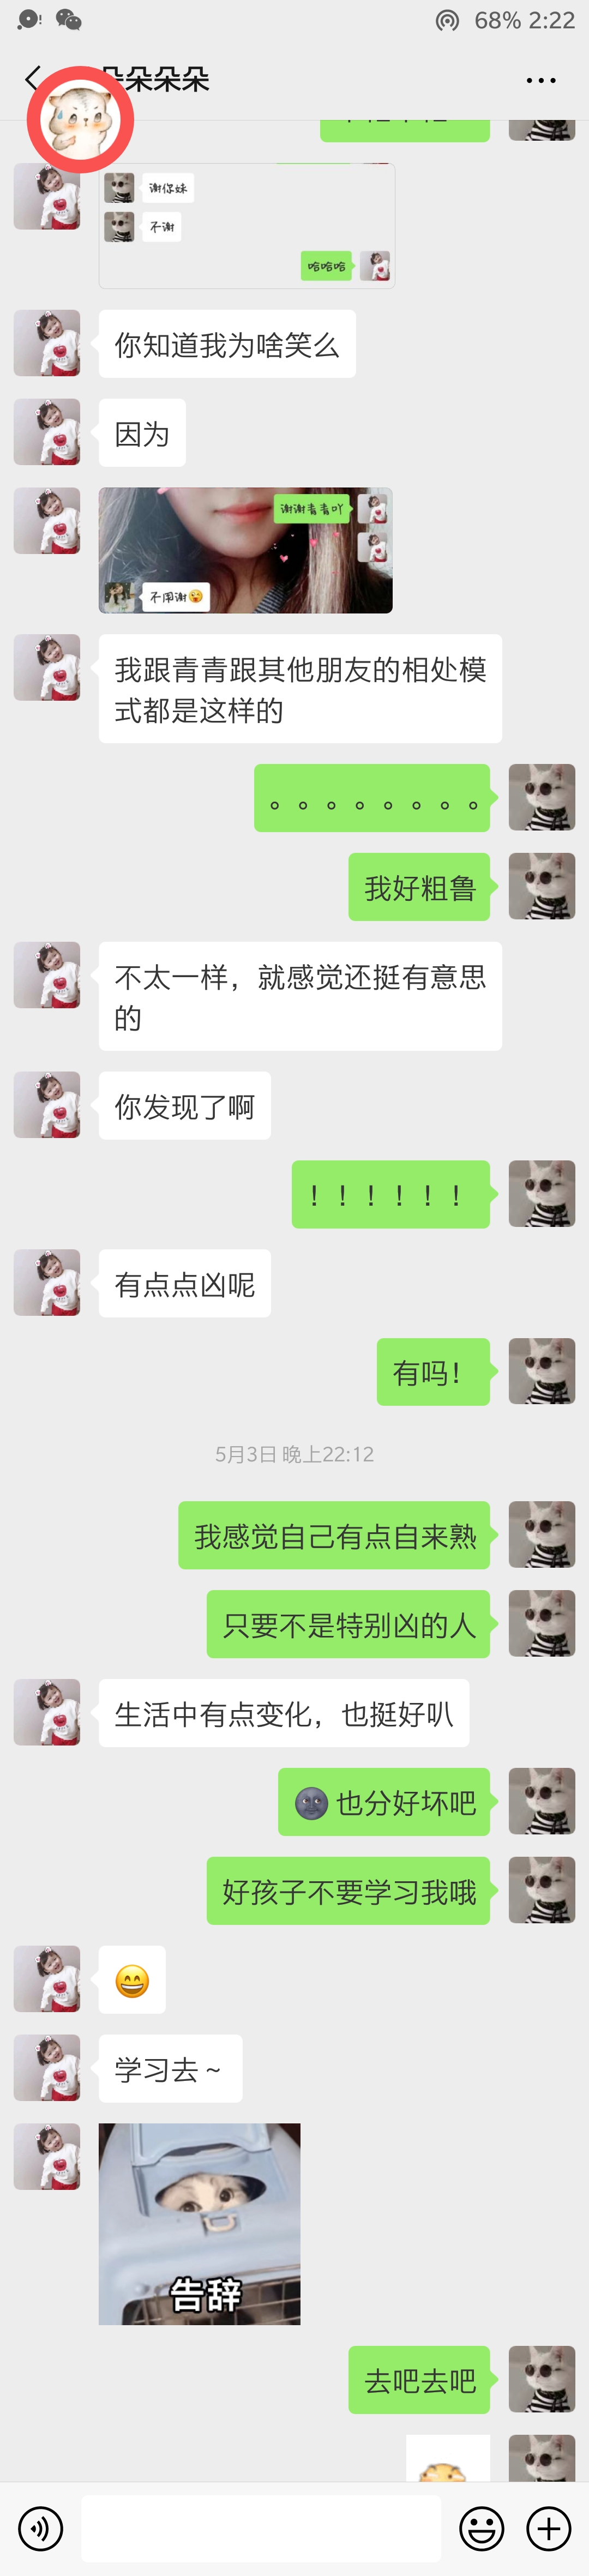 68% 2:22
朵朵朵
谢你妹
不谢
哈哈哈
你知道我为啥笑么
因为
谢谢青青吖
不用谢😲
我跟青青跟其他朋友的相处模
式都是这样的
。。。。。。。。
我好粗鲁
不太一样，就感觉还挺有意思
的
你发现了啊
！！！！！！
有点点凶呢
有吗！
5月3日 晚上22:12
我感觉自己有点自来熟
只要不是特别凶的人
生活中有点变化，也挺好叭
🌚也分好坏吧
好孩子不要学习我哦
😄
学习去～
告辞
去吧去吧